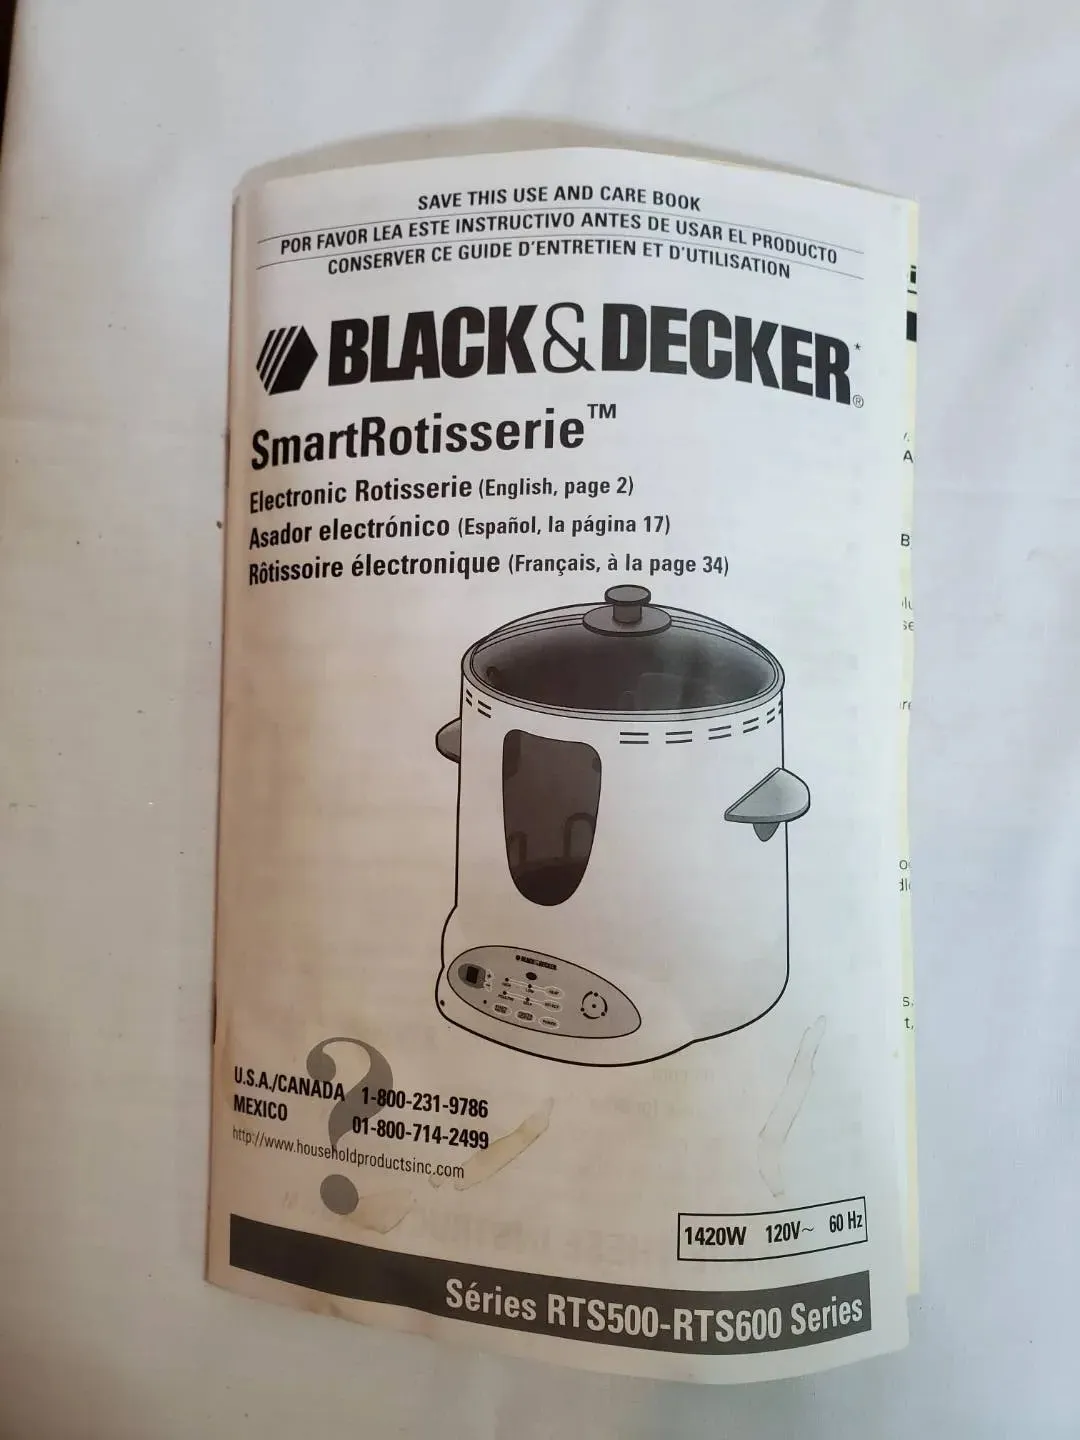 SAVE THIS USE AND CARE BOOK
POR FAVOR LEA ESTE INSTRUCTIVO ANTES DE USAR EL PRODUCTO
CONSERVER CE GUIDE D'ENTRETIEN ET D'UTILISATION
BLACK&DECKER*®
SmartRotisserie™
Electronic Rotisserie (English, page 2)
Asador electrónico (Español, la página 17)
Rôtissoire électronique (Français, à la page 34)
BLACK&DECKER
?
U.S.A./CANADA 1-800-231-9786
MEXICO 01-800-714-2499
http://www.householdproductsinc.com
1420W 120V~ 60 Hz
Séries RTS500-RTS600 Series